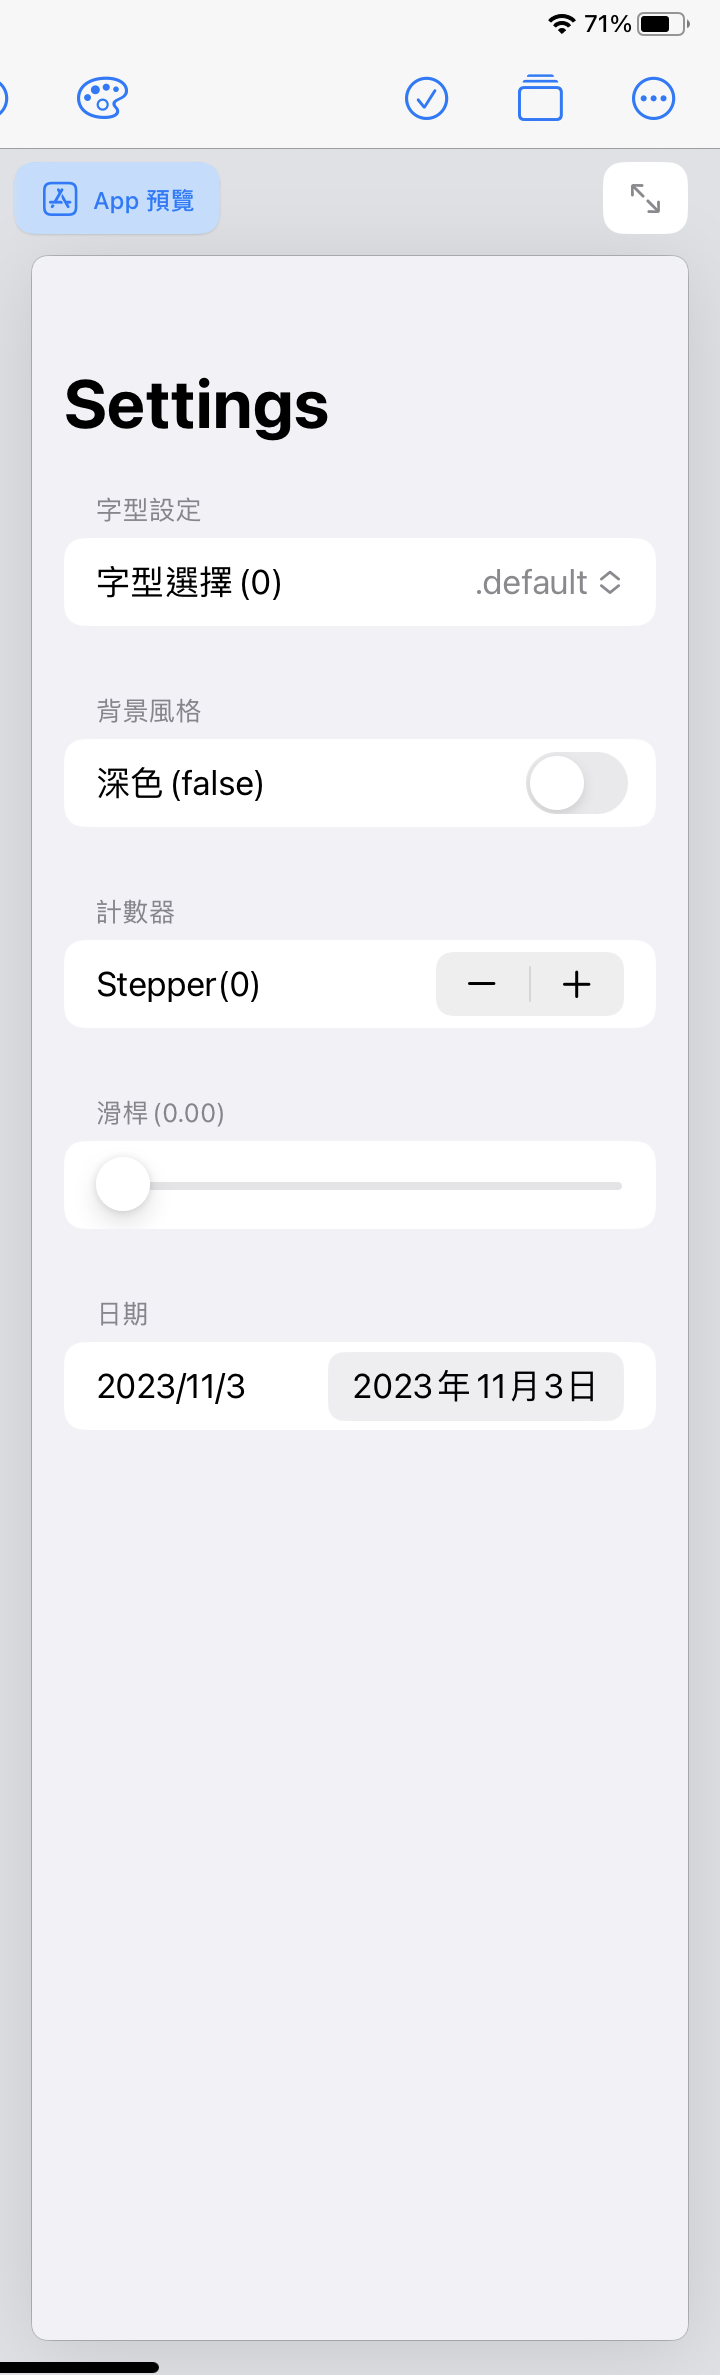 71%
App 預覽
Settings
字型設定
字型選擇 (0) .default
背景風格
深色 (false)
計數器
Stepper(0)
滑桿 (0.00)
日期
2023/11/3 2023年11月3日